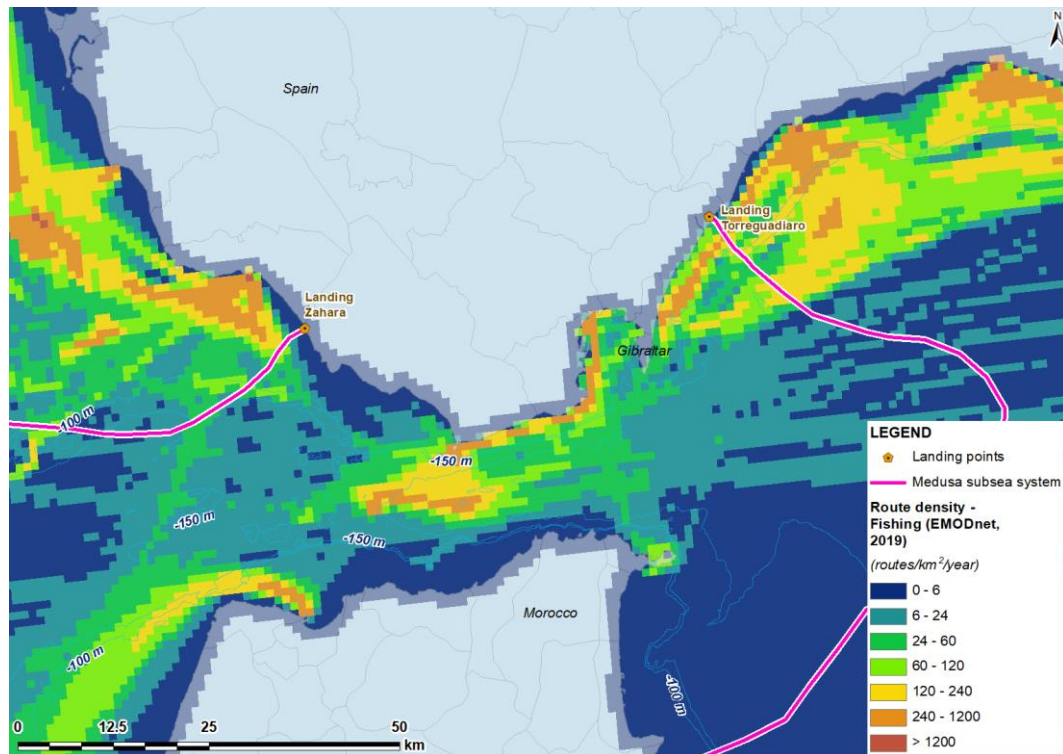 N
Spain
Landing
Torreguadiaro
Landing
Zahara
Gibraltar
-100 m
-150 m
-150 m
-150 m
Morocco
-100 m
-100 m
0 12.5 25 50
km
LEGEND
Landing points
Medusa subsea system
Route density -
Fishing (EMODnet,
2019)
(routes/km²/year)
0 - 6
6 - 24
24 - 60
60 - 120
120 - 240
240 - 1200
> 1200